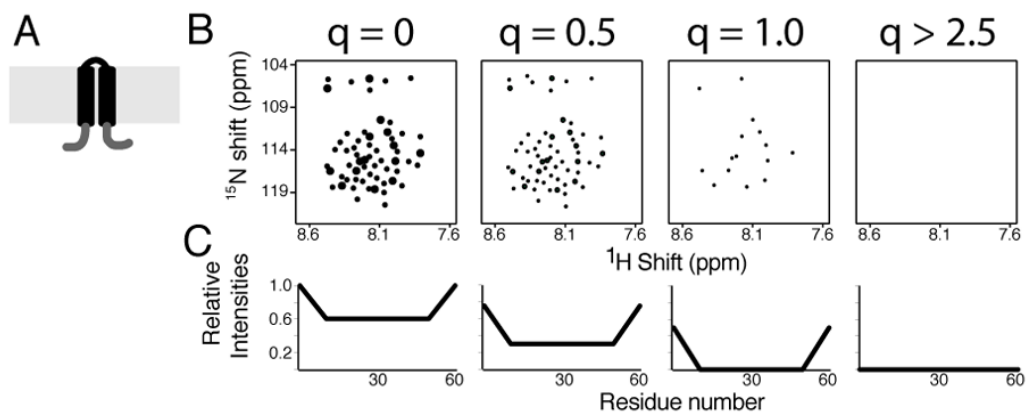 A
B
q = 0
q = 0.5
q = 1.0
q > 2.5
15N shift (ppm)
104
109
114
119
8.6 8.1 7.6
8.6 8.1 7.6
8.6 8.1 7.6
8.6 8.1 7.6
1H Shift (ppm)
C
Relative
Intensities
1.0
0.6
0.2
30 60
30 60
30 60
30 60
Residue number